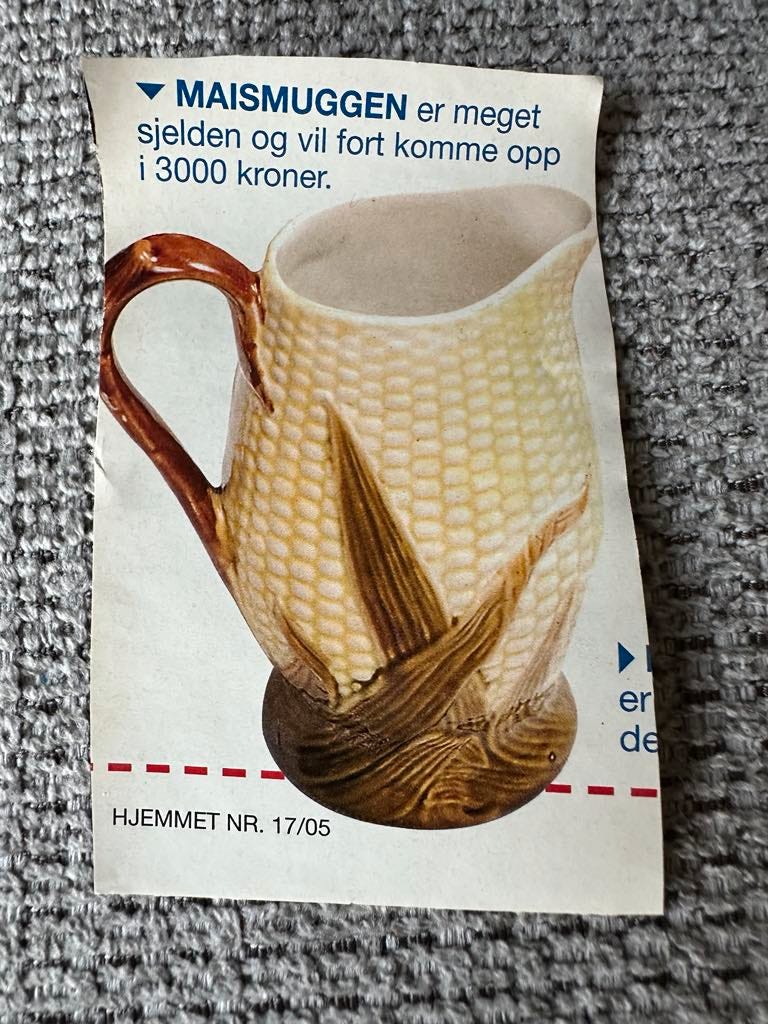 MAISMUGGEN er meget
sjelden og vil fort komme opp
i 3000 kroner.
er
de
HJEMMET NR. 17/05